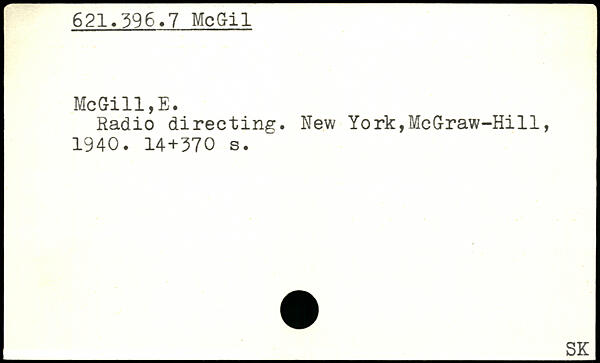 621.396.7 McGil
McGill,E.
Radio directing. New York,McGraw-Hill,
1940. 14+370 s.
SK